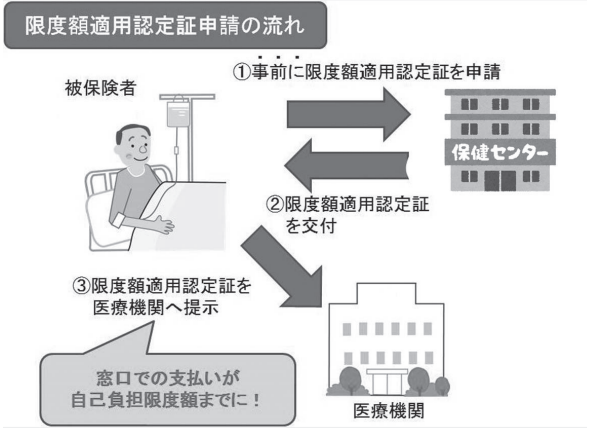 限度額適用認定証申請の流れ
①事前に限度額適用認定証を申請
被保険者
保健センター
②限度額適用認定証
を交付
③限度額適用認定証を
医療機関へ提示
窓口での支払いが
自己負担限度額までに！
医療機関